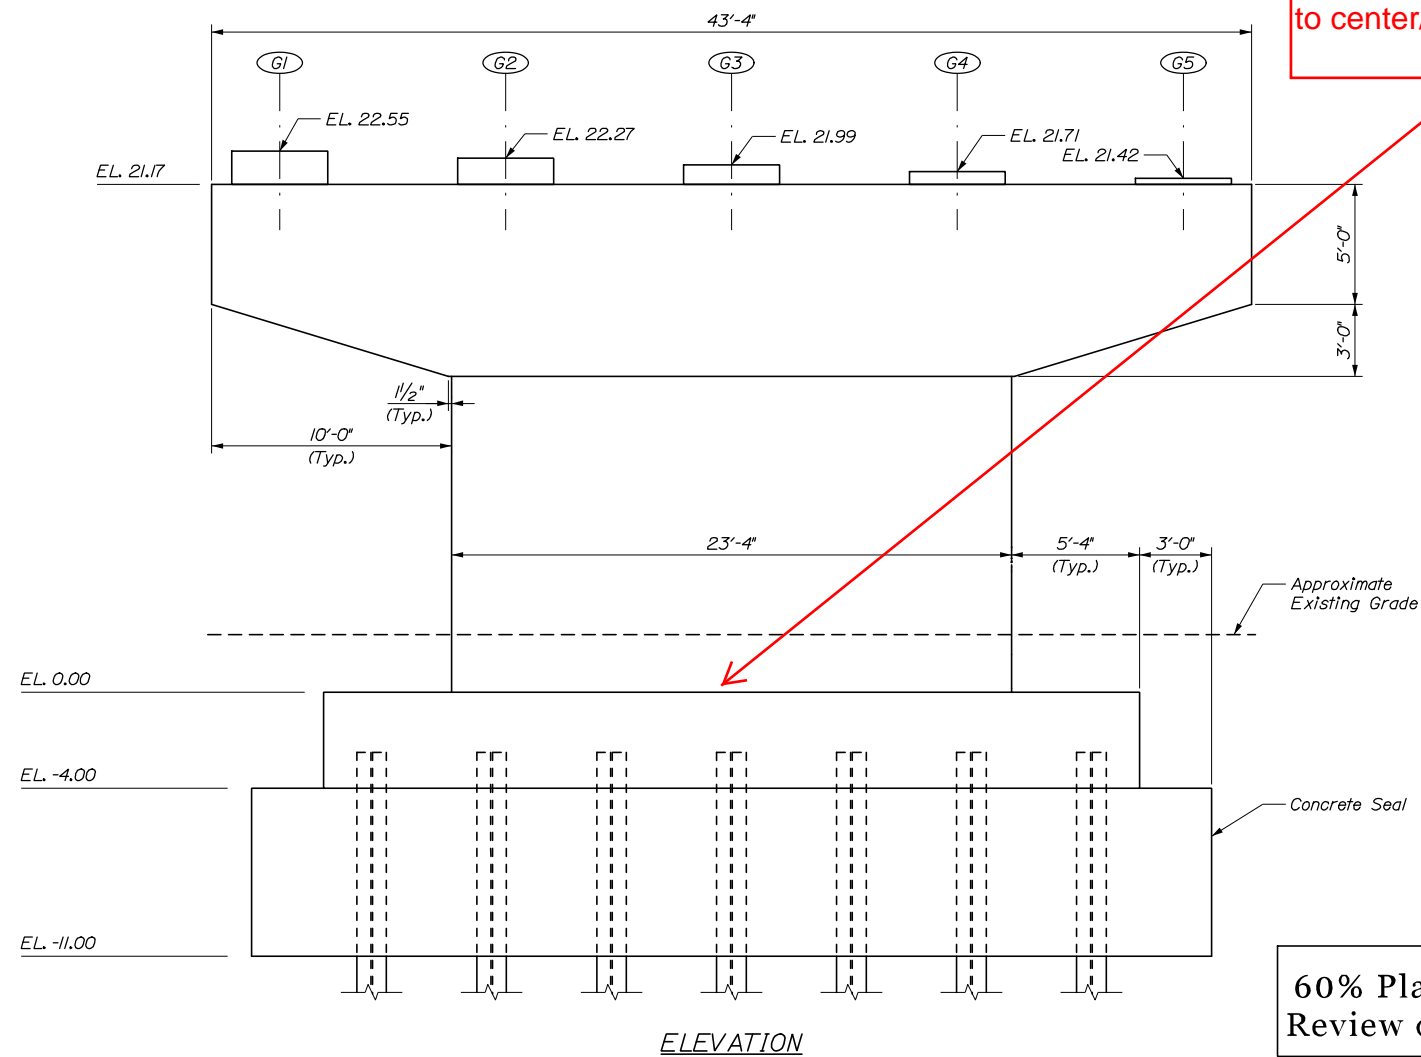 43'-4"
to center
G1
G2
G3
G4
G5
EL. 22.55
EL. 22.27
EL. 21.99
EL. 21.71
EL. 21.42
EL. 21.17
5'-0"
3'-0"
1 1/2"
(Typ.)
10'-0"
(Typ.)
23'-4"
5'-4"
(Typ.)
3'-0"
(Typ.)
Approximate
Existing Grade
EL. 0.00
EL. -4.00
Concrete Seal
EL. -11.00
60% Pla
Review
ELEVATION